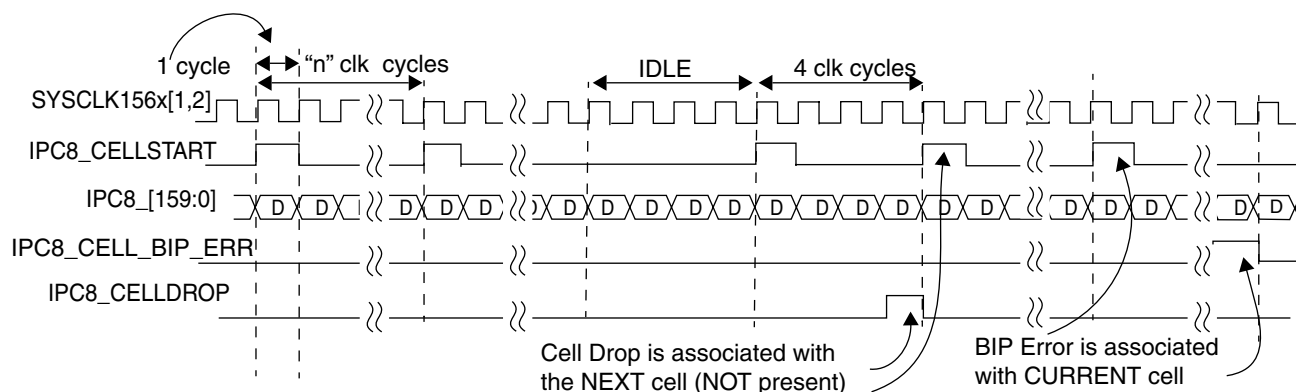 1 cycle
"n" clk cycles
IDLE
4 clk cycles
SYSCLK156x[1,2]
IPC8_CELLSTART
IPC8_[159:0]
D D D D D D D D D D D D D D D D D D D D D D D
IPC8_CELL_BIP_ERR
IPC8_CELLDROP
Cell Drop is associated with
the NEXT cell (NOT present)
BIP Error is associated
with CURRENT cell